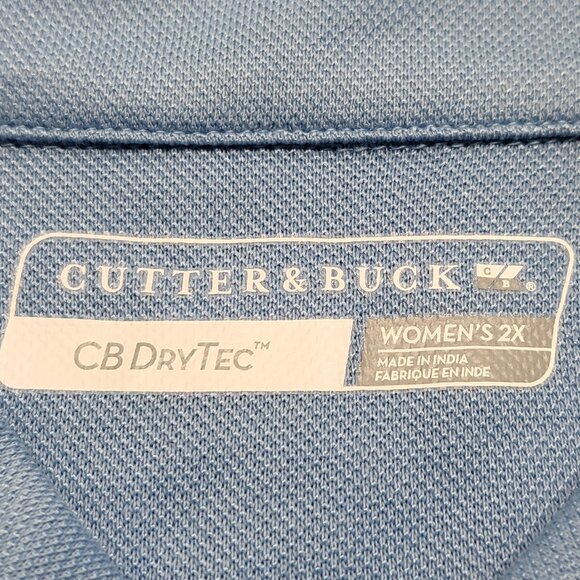 CUTTER & BUCK C B ®
CB DRYTEC™
WOMEN'S 2X
MADE IN INDIA
FABRIQUE EN INDE